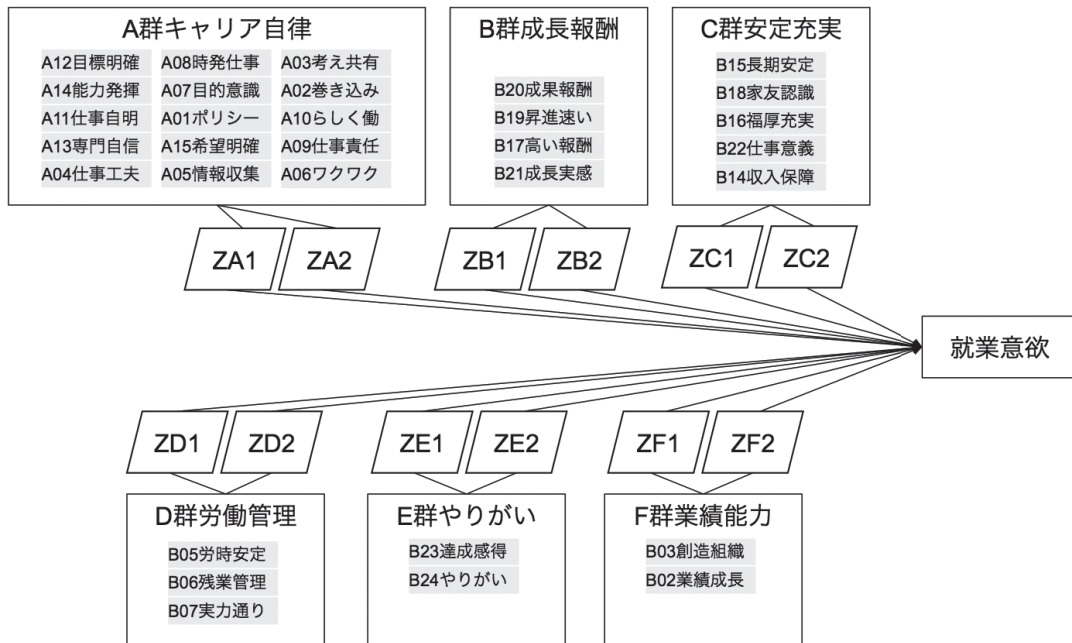 A群キャリア自律
A12目標明確 A08時発仕事 A03考え共有
A14能力発揮 A07目的意識 A02巻き込み
A11仕事自明 A01ポリシー A10らしく働
A13専門自信 A15希望明確 A09仕事責任
A04仕事工夫 A05情報収集 A06ワクワク
B群成長報酬
B20成果報酬
B19昇進速い
B17高い報酬
B21成長実感
C群安定充実
B15長期安定
B18家友認識
B16福厚充実
B22仕事意義
B14収入保障
ZA1 ZA2 ZB1 ZB2 ZC1 ZC2
就業意欲
ZD1 ZD2 ZE1 ZE2 ZF1 ZF2
D群労働管理
B05労時安定
B06残業管理
B07実力通り
E群やりがい
B23達成感得
B24やりがい
F群業績能力
B03創造組織
B02業績成長